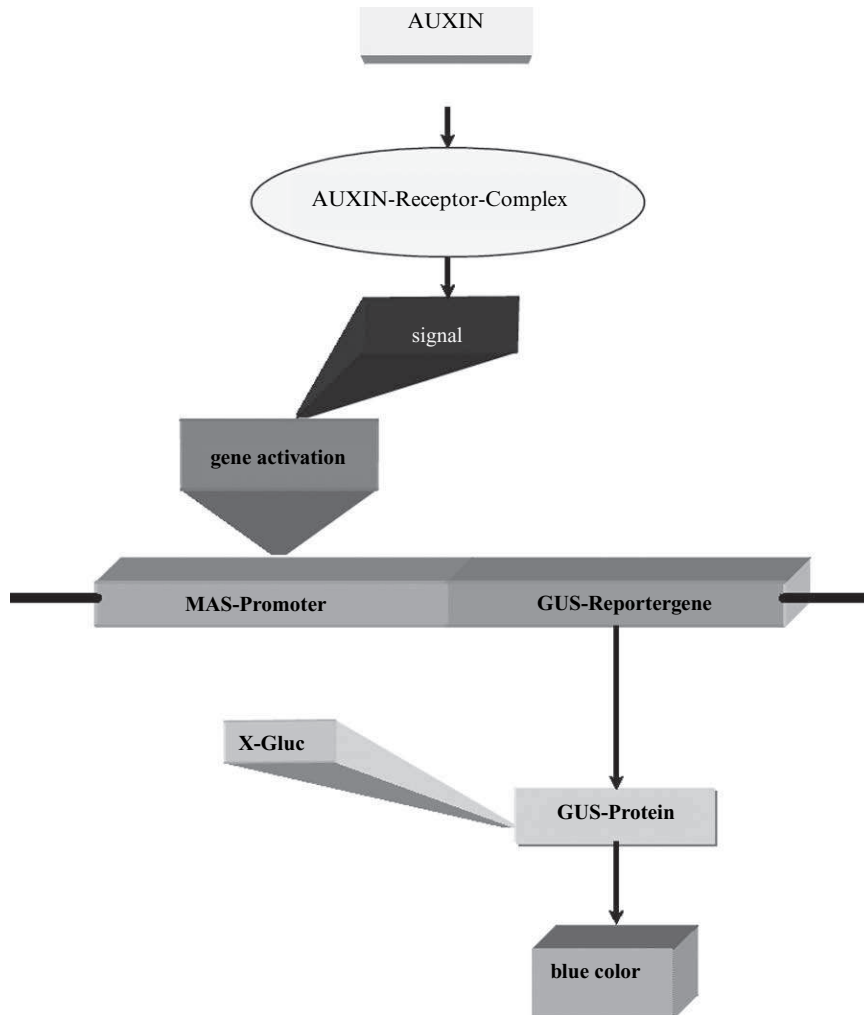 AUXIN
AUXIN-Receptor-Complex
signal
gene activation
MAS-Promoter
GUS-Reportergene
X-Gluc
GUS-Protein
blue color